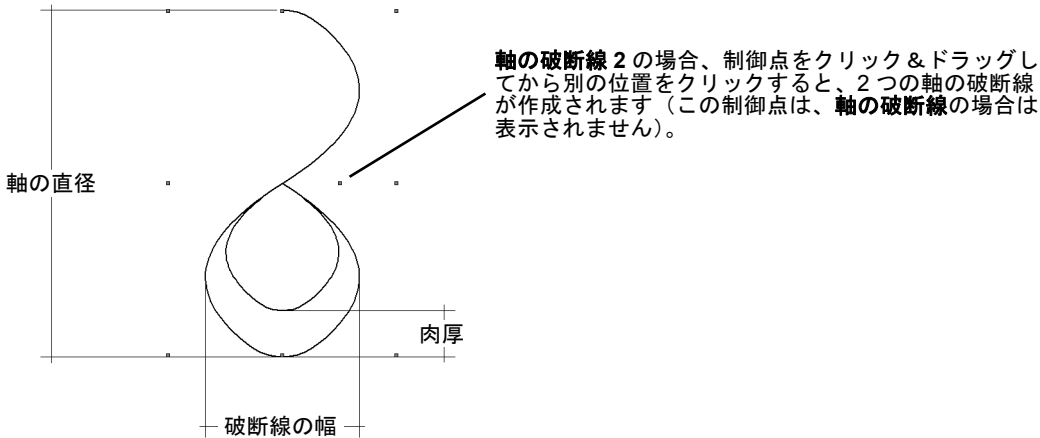 軸の破断線 2 の場合、制御点をクリック＆ドラッグし
てから別の位置をクリックすると、2 つの軸の破断線
が作成されます（この制御点は、軸の破断線の場合は
表示されません）。
軸の直径
肉厚
破断線の幅